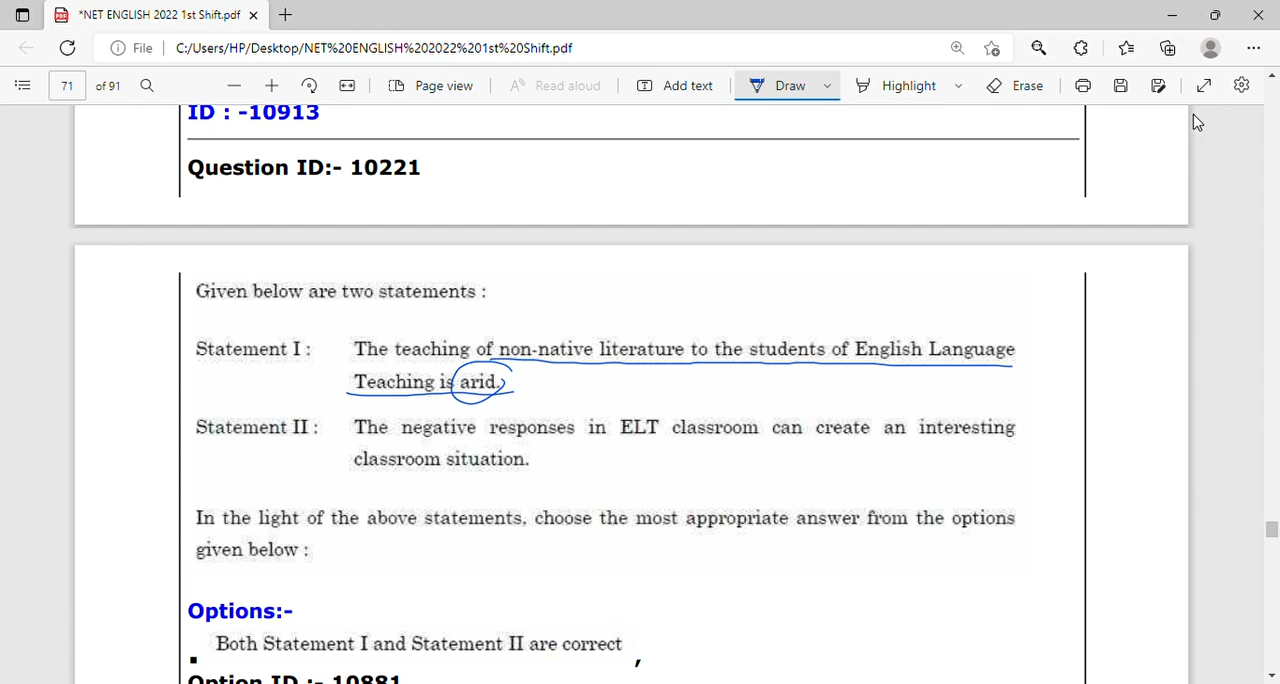 *NET ENGLISH 2022 1st Shift.pdf
File C:/Users/HP/Desktop/NET%20ENGLISH%202022%201st%20Shift.pdf
71 of 91 Page view Read aloud Add text Draw Highlight Erase
ID : -10913
Question ID:- 10221
Given below are two statements :
Statement I : The teaching of non-native literature to the students of English Language
Teaching is arid.
Statement II : The negative responses in ELT classroom can create an interesting
classroom situation.
In the light of the above statements, choose the most appropriate answer from the options
given below :
Options:-
Both Statement I and Statement II are correct ,
Option ID :- 10881